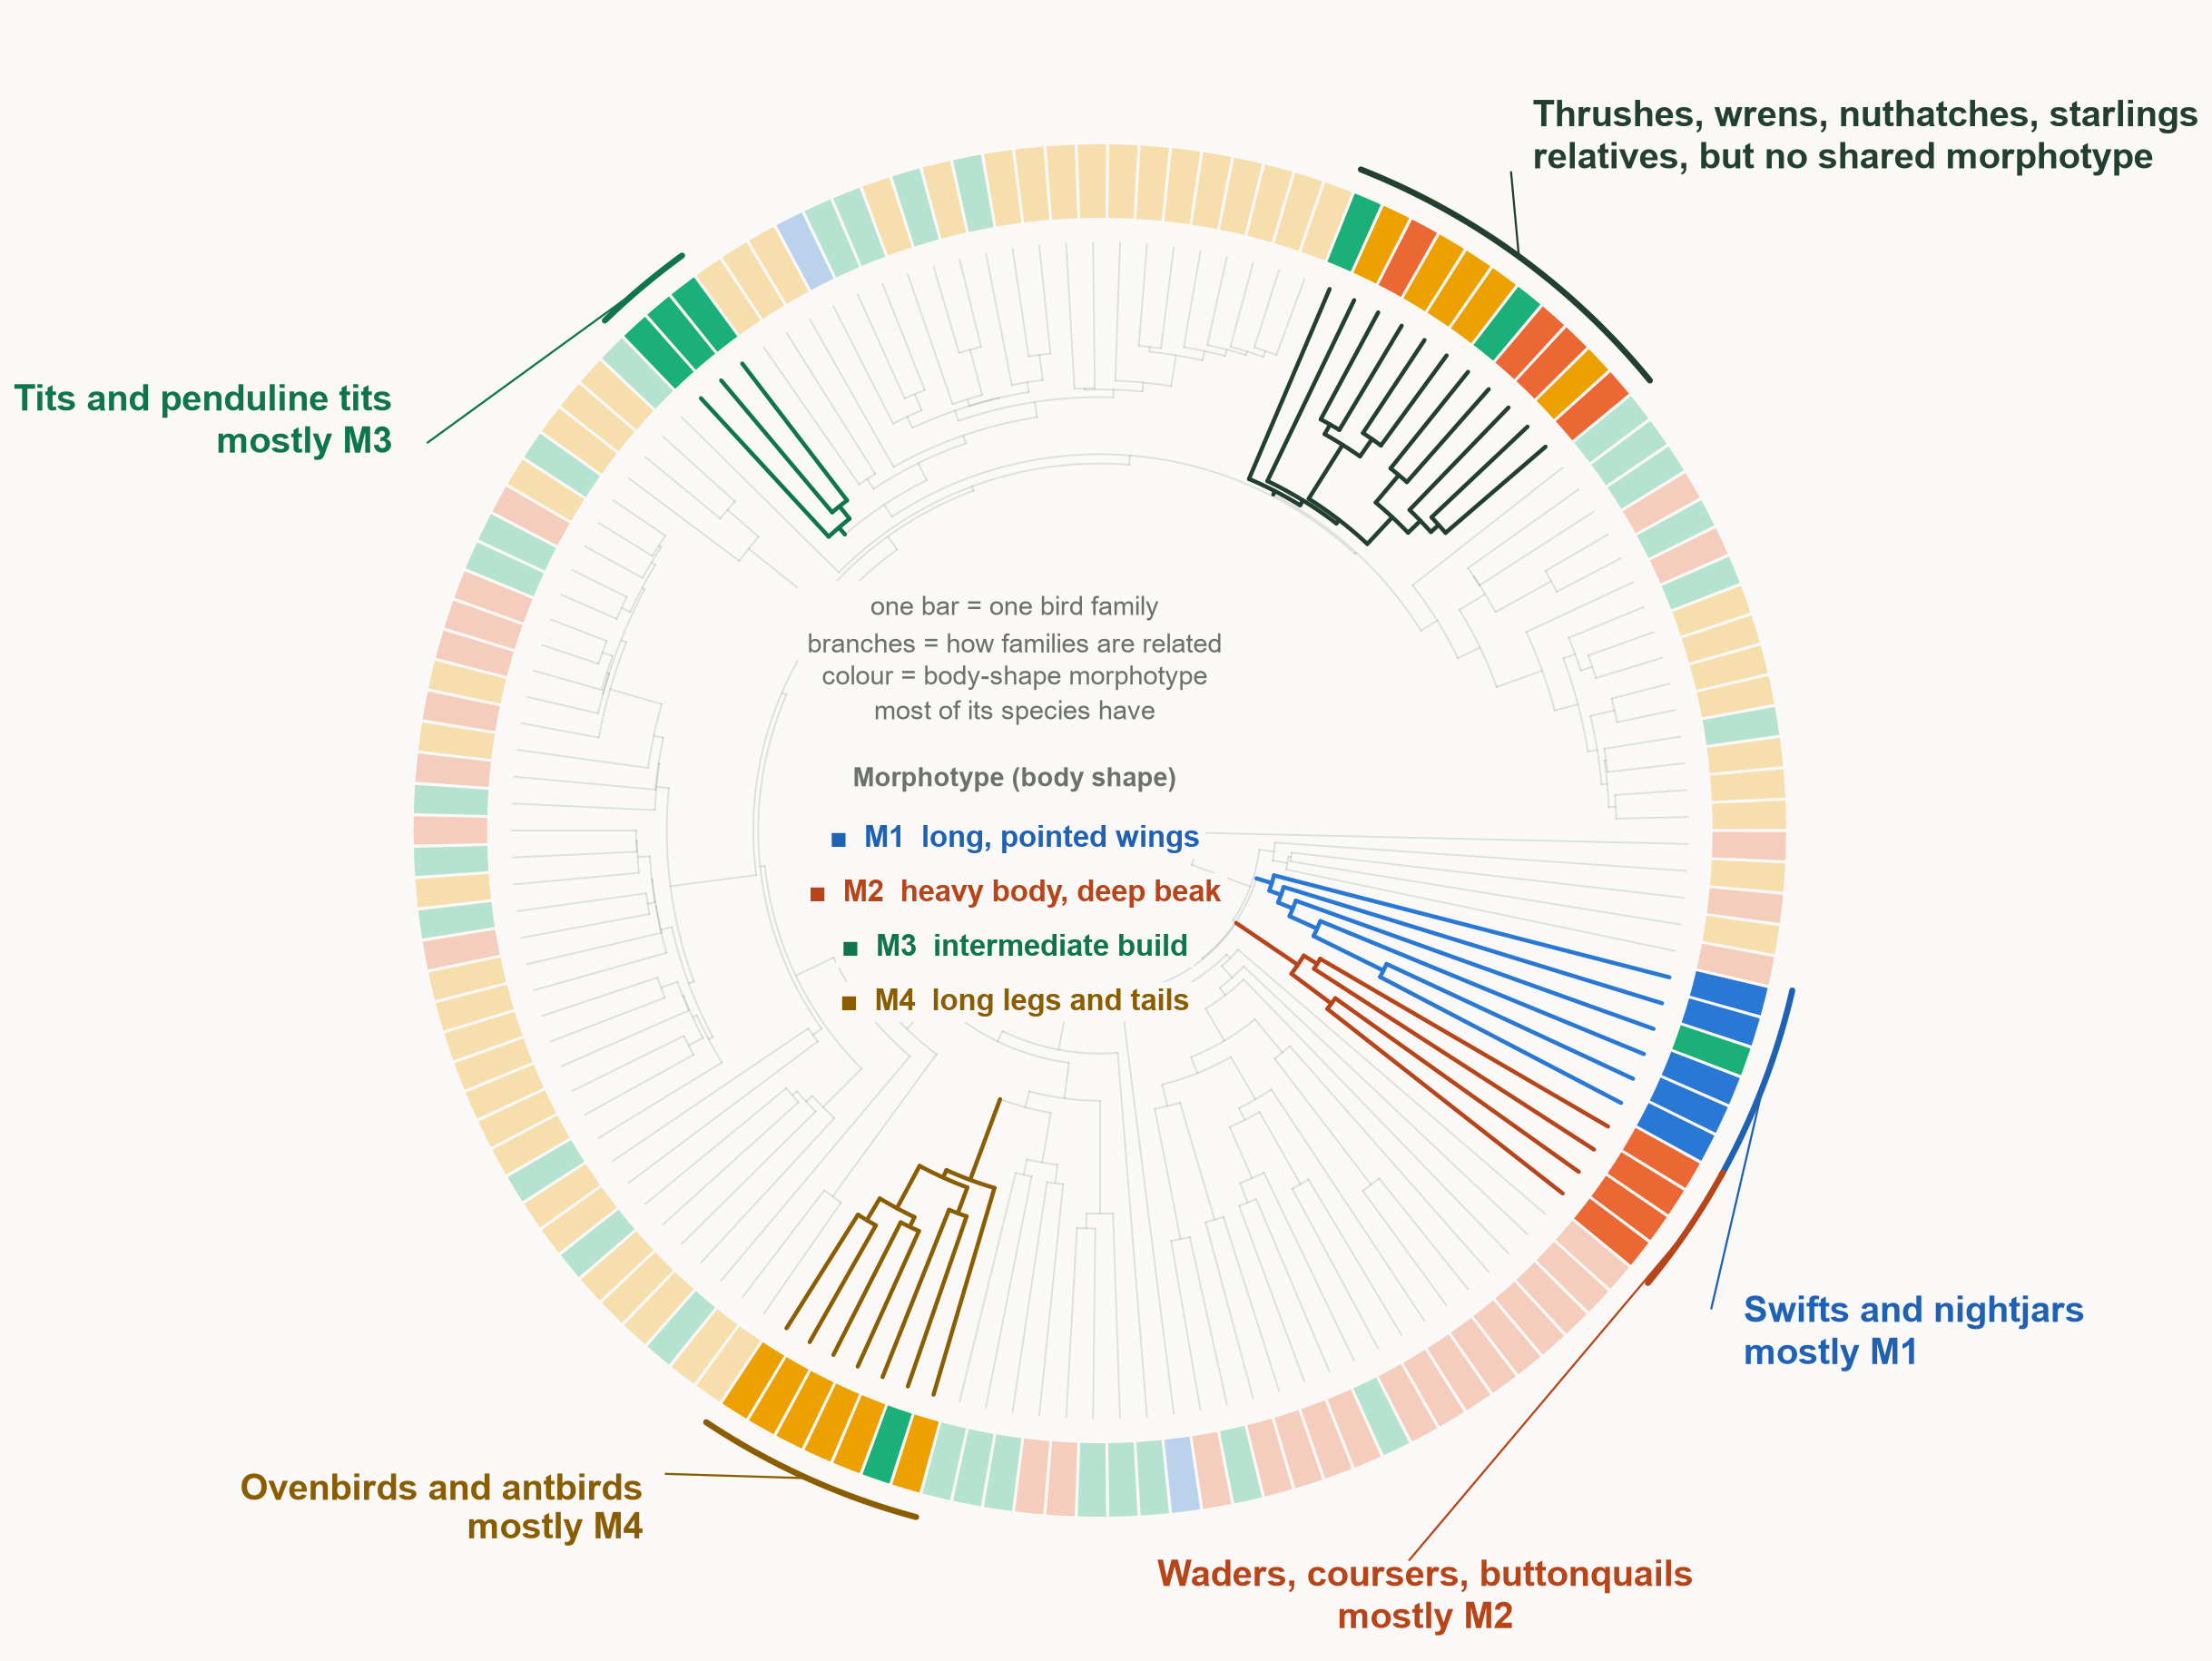 Thrushes, wrens, nuthatches, starlings
relatives, but no shared morphotype
Tits and penduline tits
mostly M3
one bar = one bird family
branches = how families are related
colour = body-shape morphotype
most of its species have
Morphotype (body shape)
M1 long, pointed wings
M2 heavy body, deep beak
M3 intermediate build
M4 long legs and tails
Swifts and nightjars
mostly M1
Ovenbirds and antbirds
mostly M4
Waders, coursers, buttonquails
mostly M2